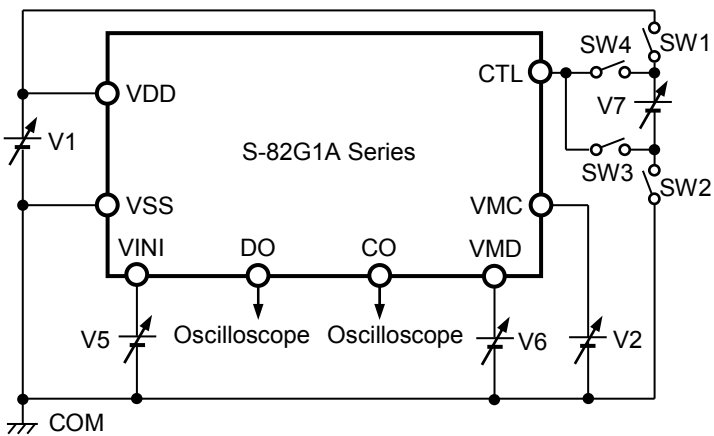 SW4
SW1
CTL
VDD
V7
V1
S-82G1A Series
SW3
SW2
VSS
VMC
VINI
DO
CO
VMD
V5
Oscilloscope
Oscilloscope
V6
V2
COM